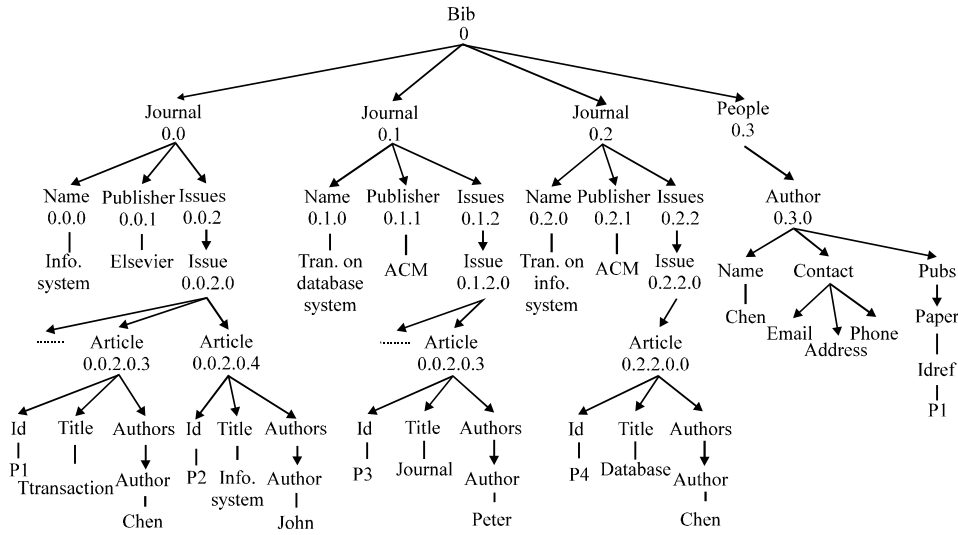 Bib
0
Journal
0.0
Journal
0.1
Journal
0.2
People
0.3
Name
0.0.0
Publisher
0.0.1
Issues
0.0.2
Name
0.1.0
Publisher
0.1.1
Issues
0.1.2
Name
0.2.0
Publisher
0.2.1
Issues
0.2.2
Author
0.3.0
Info.
system
Elsevier
Issue
0.0.2.0
Tran. on
database
system
ACM
Issue
0.1.2.0
Tran. on
info.
system
ACM
Issue
0.2.2.0
Name
Chen
Contact
Pubs
Email
Address
Phone
Paper
Idref
P1
Article
0.0.2.0.3
Article
0.0.2.0.4
Article
0.0.2.0.3
Article
0.2.2.0.0
Id
P1
Title
Ttransaction
Authors
Author
Chen
Id
P2
Title
Info.
system
Authors
Author
John
Id
P3
Title
Journal
Authors
Author
Peter
Id
P4
Title
Database
Authors
Author
Chen